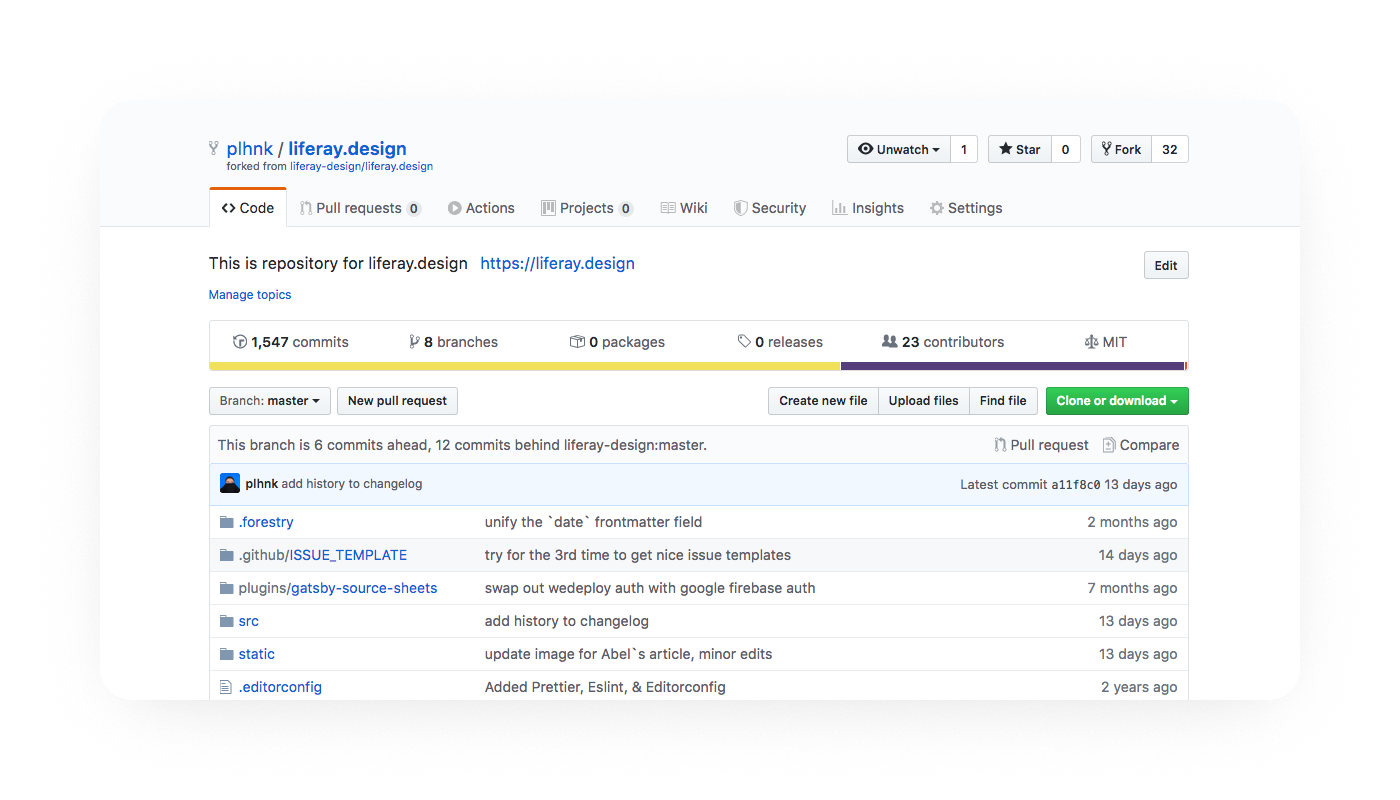 plhnk / liferay.design
Unwatch 1 Star 0 Fork 32
forked from liferay-design/liferay.design
Code Pull requests 0 Actions Projects 0 Wiki Security Insights Settings
This is repository for liferay.design https://liferay.design
Edit
Manage topics
1,547 commits 8 branches 0 packages 0 releases 23 contributors MIT
Branch: master New pull request Create new file Upload files Find file Clone or download
This branch is 6 commits ahead, 12 commits behind liferay-design:master. Pull request Compare
plhnk add history to changelog Latest commit a11f8c0 13 days ago
.forestry unify the `date` frontmatter field 2 months ago
.github/ISSUE_TEMPLATE try for the 3rd time to get nice issue templates 14 days ago
plugins/gatsby-source-sheets swap out wedeploy auth with google firebase auth 7 months ago
src add history to changelog 13 days ago
static update image for Abel`s article, minor edits 13 days ago
.editorconfig Added Prettier, Eslint, & Editorconfig 2 years ago